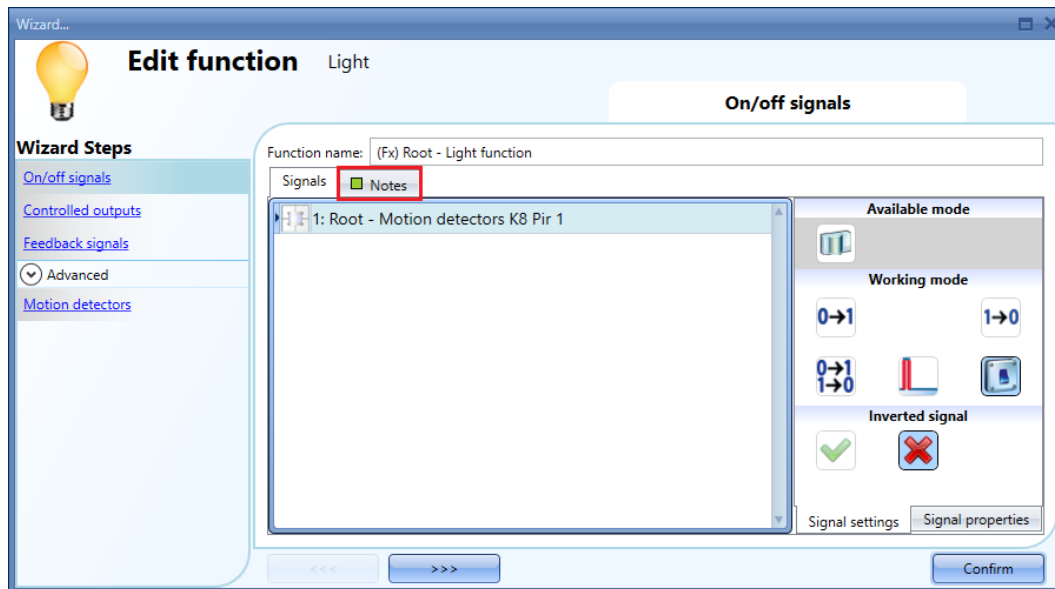 Wizard...
Edit function Light
On/off signals
Wizard Steps
On/off signals
Controlled outputs
Feedback signals
Advanced
Motion detectors
Function name: (Fx) Root - Light function
Signals Notes
1: Root - Motion detectors K8 Pir 1
Available mode
Working mode
0→1 1→0
0→1
1→0
Inverted signal
Signal settings Signal properties
<<< >>> Confirm